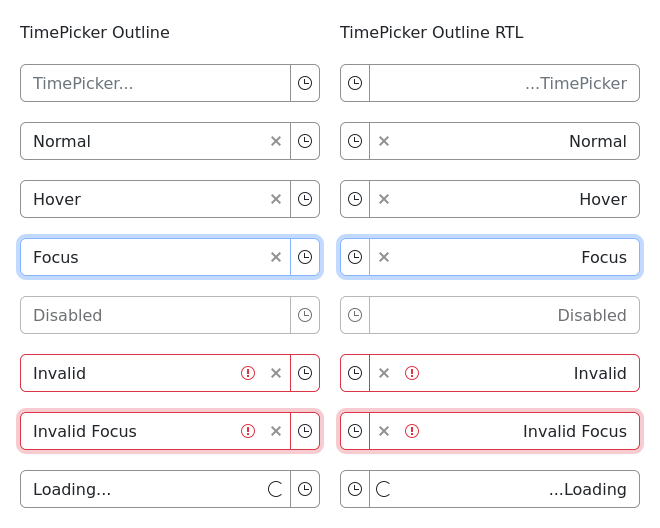 TimePicker Outline
TimePicker...
Normal
Hover
Focus
Disabled
Invalid
Invalid Focus
Loading...
TimePicker Outline RTL
...TimePicker
Normal
Hover
Focus
Disabled
Invalid
Invalid Focus
...Loading